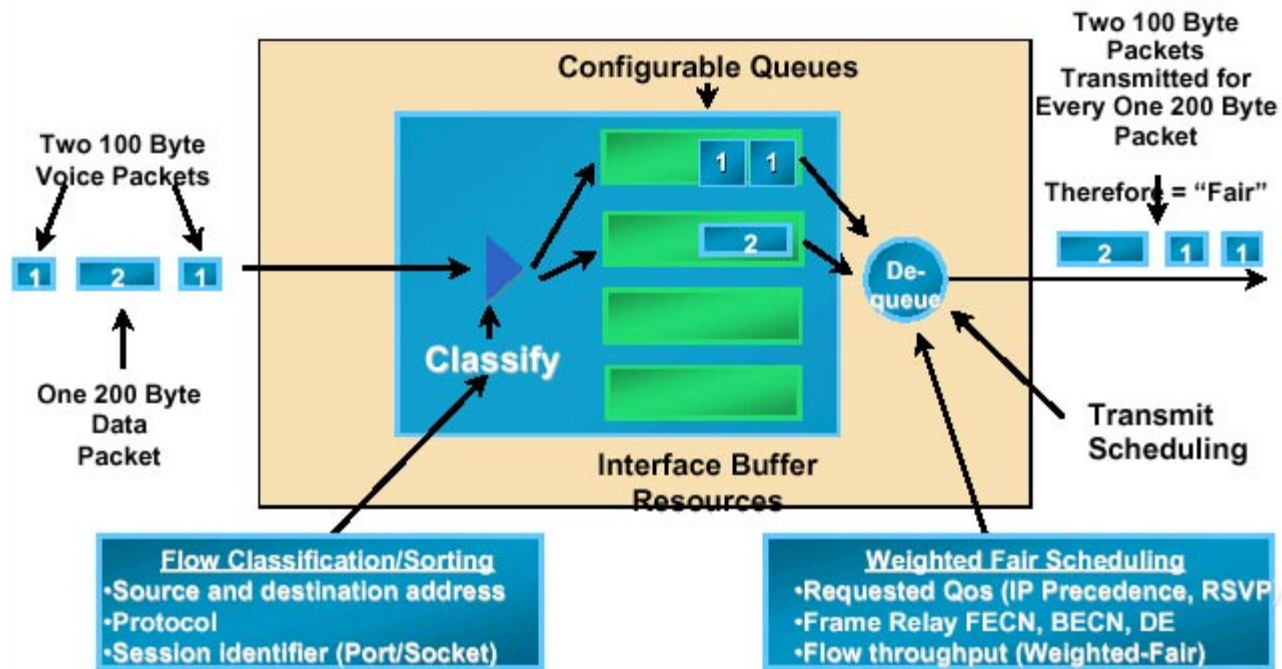 Two 100 Byte
Voice Packets
1
2
1
One 200 Byte
Data
Packet
Configurable Queues
1
1
2
Classify
Interface Buffer
Resources
De-
queue
Two 100 Byte
Packets
Transmitted for
Every One 200 Byte
Packet
Therefore = “Fair”
2
1
1
Transmit
Scheduling
Flow Classification/Sorting
•Source and destination address
•Protocol
•Session identifier (Port/Socket)
Weighted Fair Scheduling
•Requested Qos (IP Precedence, RSVP)
•Frame Relay FECN, BECN, DE
•Flow throughput (Weighted-Fair)